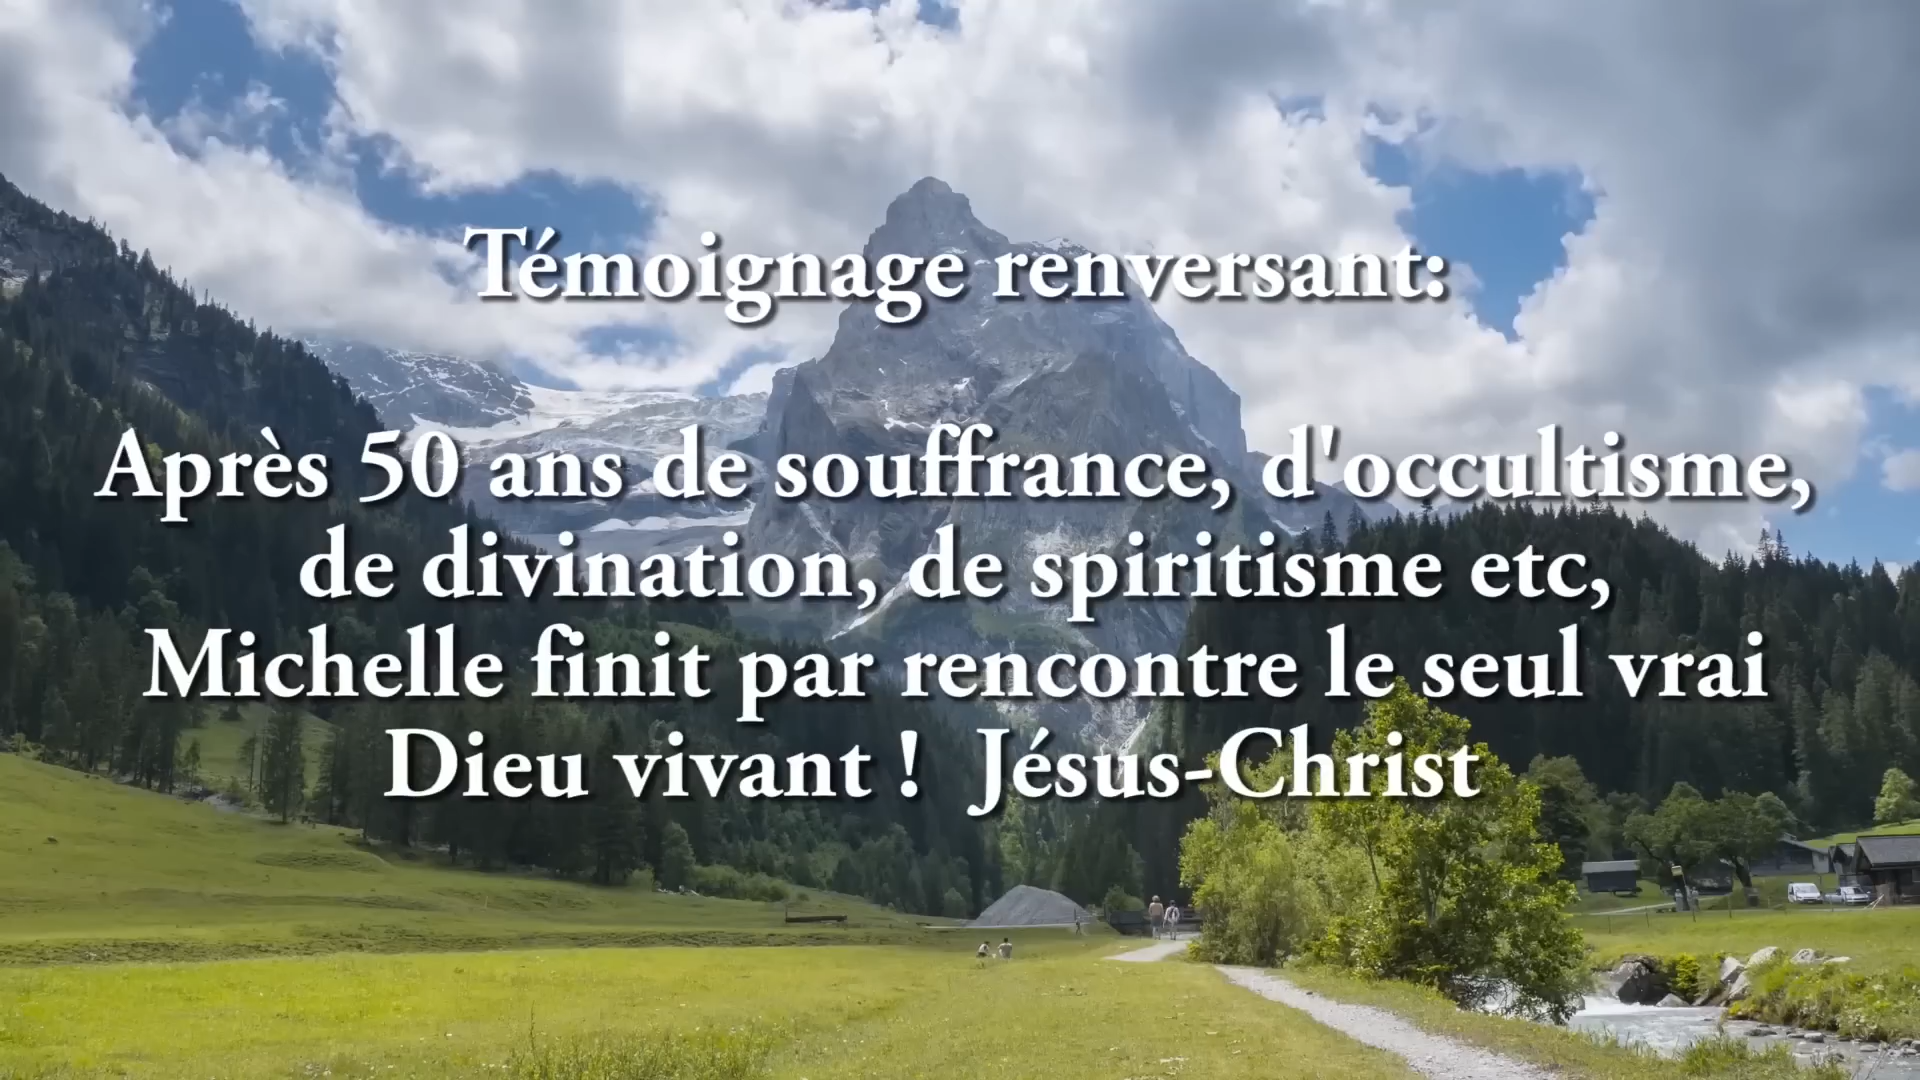 Témoignage renversant:
Après 50 ans de souffrance, d'occultisme,
de divination, de spiritisme etc,
Michelle finit par rencontre le seul vrai
Dieu vivant !  Jésus-Christ